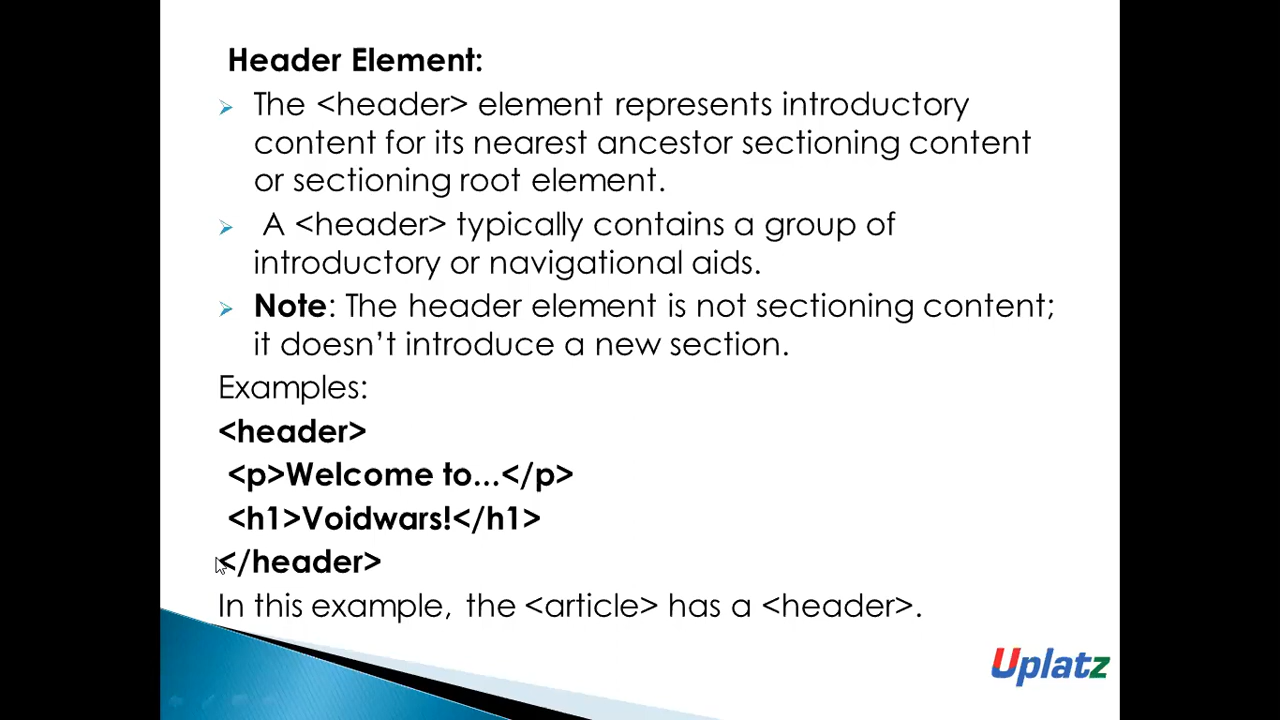 Header Element:
The <header> element represents introductory
content for its nearest ancestor sectioning content
or sectioning root element.
A <header> typically contains a group of
introductory or navigational aids.
Note: The header element is not sectioning content;
it doesn’t introduce a new section.
Examples:
<header>
<p>Welcome to...</p>
<h1>Voidwars!</h1>
</header>
In this example, the <article> has a <header>.
Uplatz